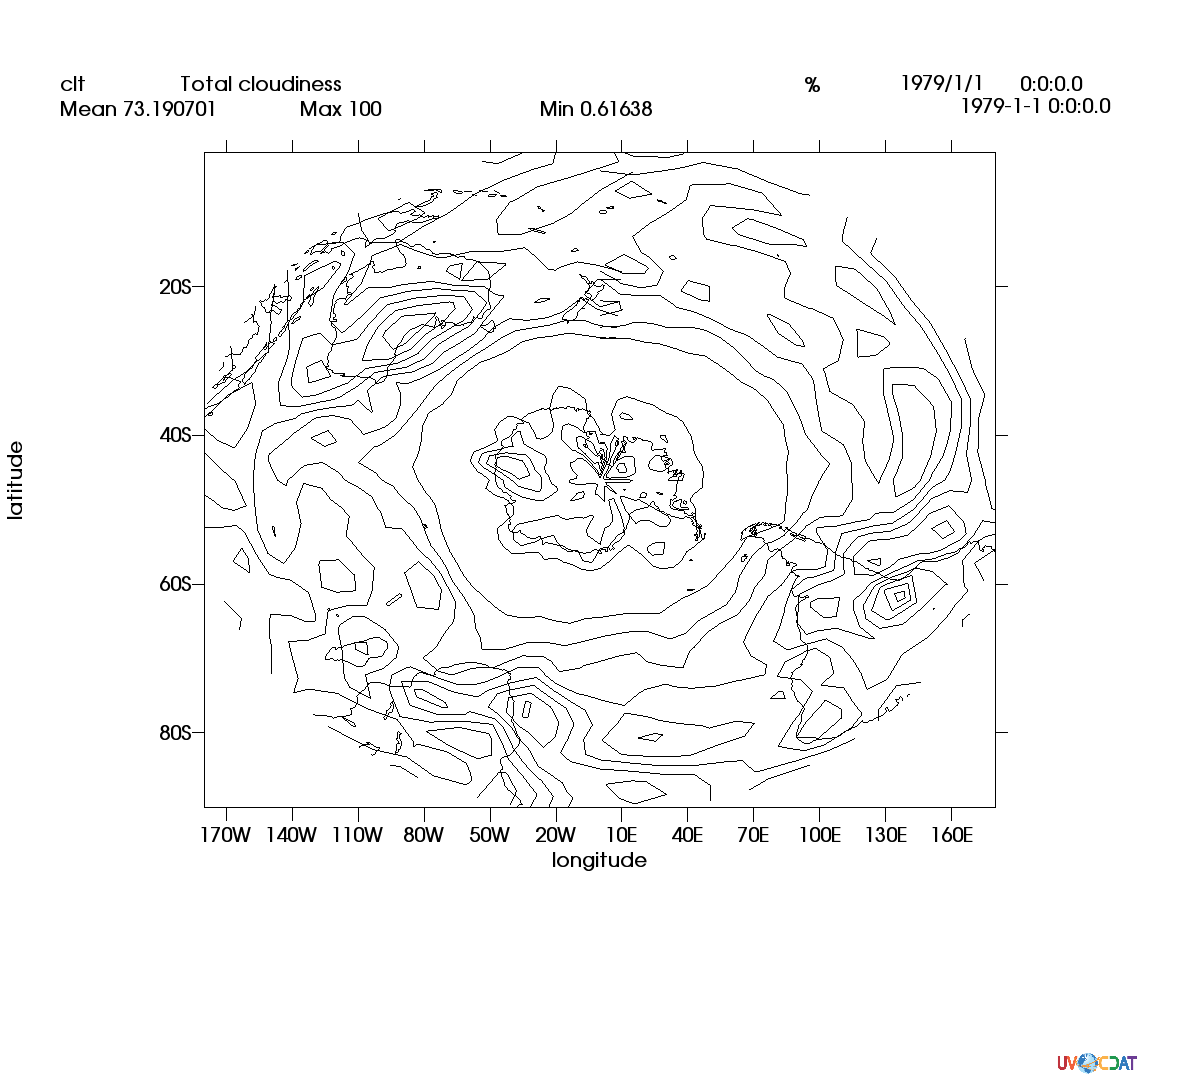 clt Total cloudiness % 1979/1/1 0:0:0.0
Mean 73.190701 Max 100 Min 0.61638 1979-1-1 0:0:0.0
20S
40S
latitude
60S
80S
170W 140W 110W 80W 50W 20W 10E 40E 70E 100E 130E 160E
longitude
UV CDAT